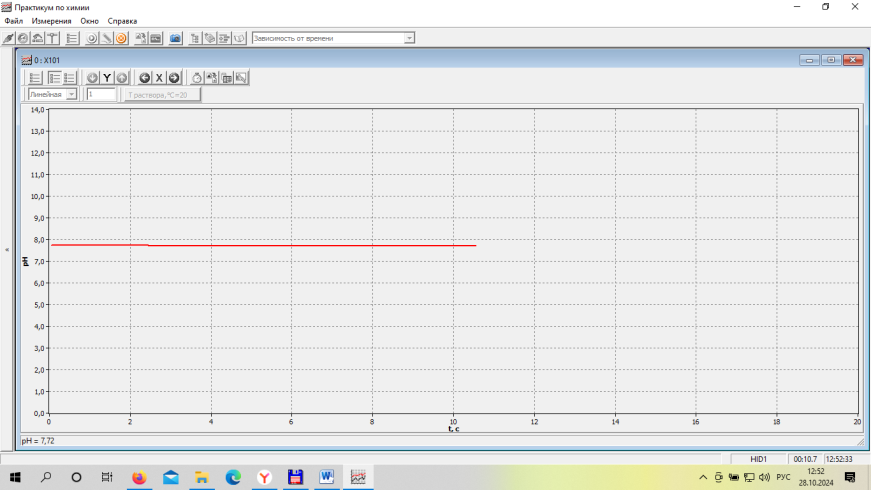 Практикум по химии
Файл Измерения Окно Справка
Зависимость от времени
0 : X101
Y X
Линейная 1 T раствора,°C=20
14,0
13,0
12,0
11,0
10,0
9,0
8,0
7,0
6,0
5,0
4,0
3,0
2,0
1,0
0,0
pH
0 2 4 6 8 10 12 14 16 18 20
t, c
pH = 7,72
HID1 00:10.7 12:52:33
РУС 12:52
28.10.2024